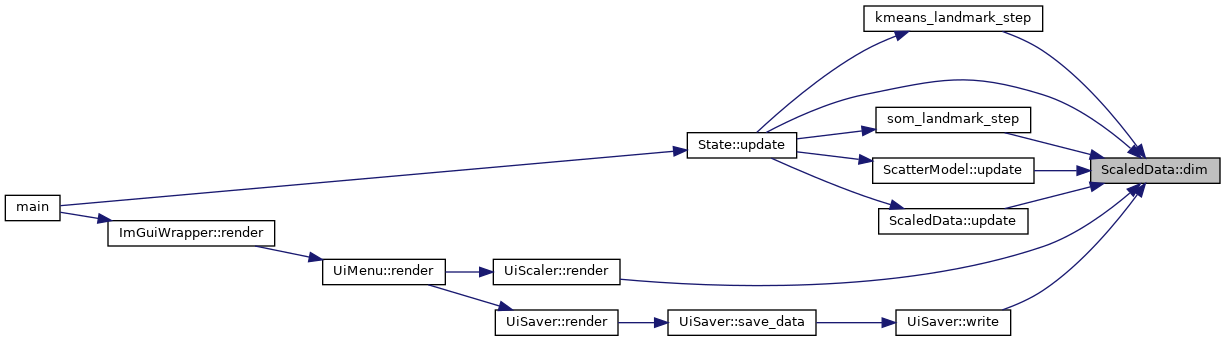 kmeans_landmark_step
som_landmark_step
State::update
ScatterModel::update
ScaledData::dim
main
ScaledData::update
ImGuiWrapper::render
UiMenu::render
UiScaler::render
UiSaver::render
UiSaver::save_data
UiSaver::write